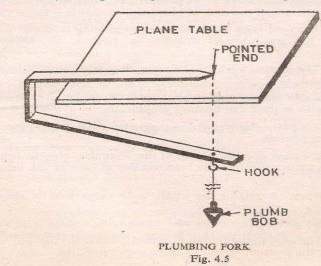 PLANE TABLE
POINTED
END
HOOK
PLUMB
BOB
PLUMBING FORK
Fig. 4.5